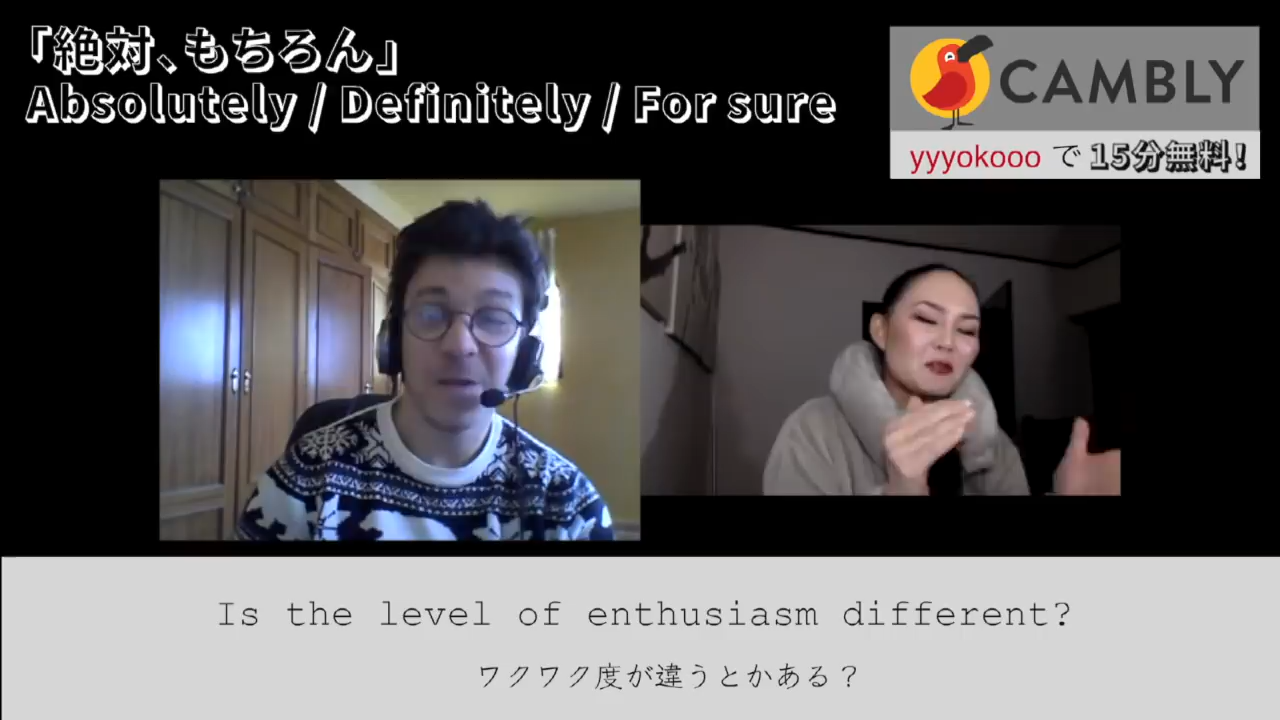 「絶対、もちろん」
Absolutely / Definitely / For sure
CAMBLY
yyyokooo で 15分無料!
Is the level of enthusiasm different?
ワクワク度が違うとかある？